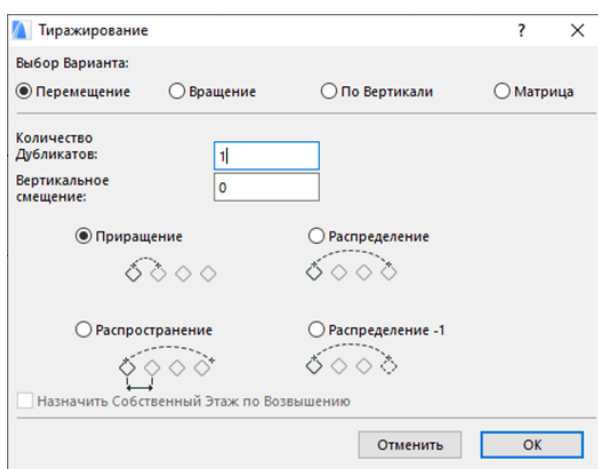 Тиражирование ?
Выбор Варианта:
Перемещение Вращение По Вертикали Матрица
Количество
Дубликатов:
1
Вертикальное
смещение:
0
Приращение Распределение
Распространение Распределение -1
Назначить Собственный Этаж по Возвышению
Отменить ОК